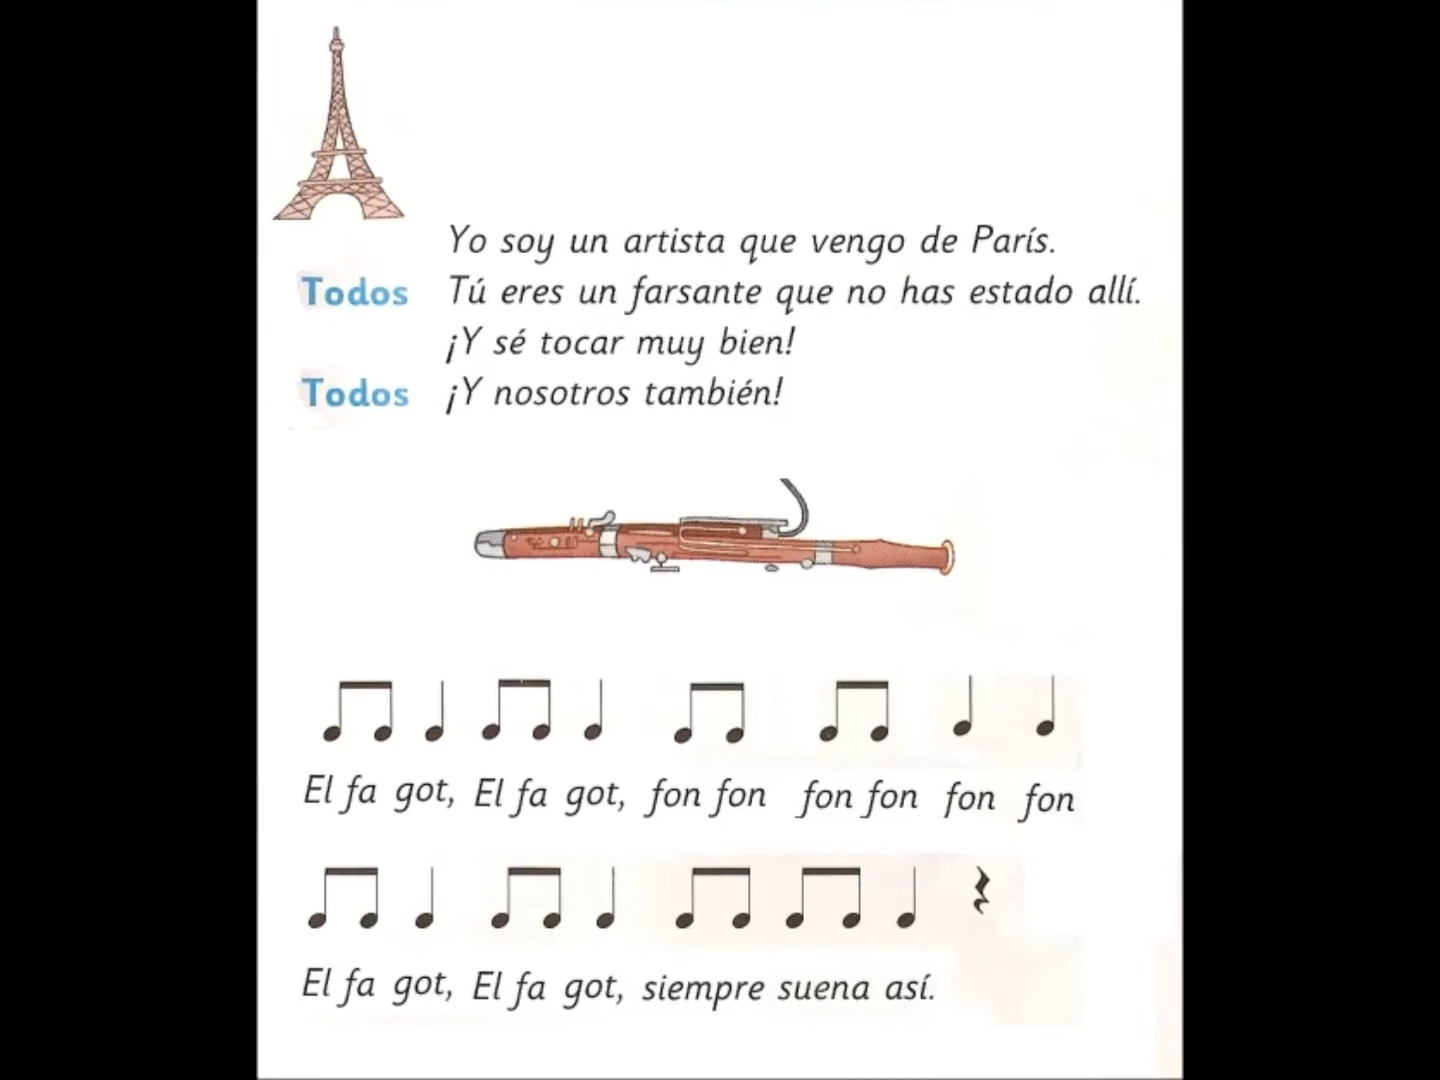 Yo soy un artista que vengo de París.
Todos Tú eres un farsante que no has estado allí.
¡Y sé tocar muy bien!
Todos ¡Y nosotros también!
El fa got, El fa got, fon fon fon fon fon fon
El fa got, El fa got, siempre suena así.